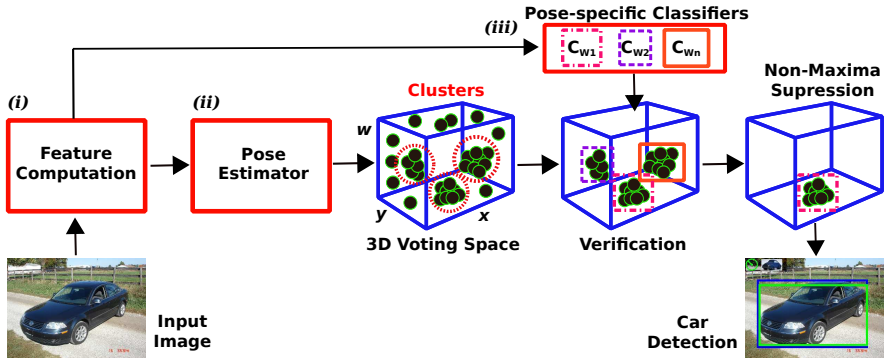 Pose-specific Classifiers
(iii)
CW1 CW2 CWn
Non-Maxima
Supression
(i)
(ii)
Clusters
Feature
Computation
Pose
Estimator
w
y
x
3D Voting Space
Verification
Input
Image
Car
Detection